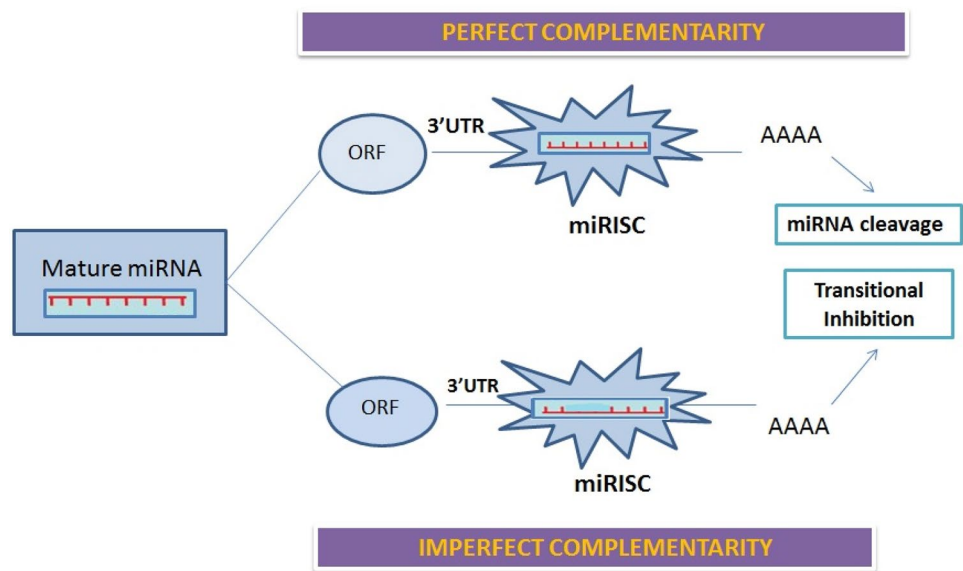 PERFECT COMPLEMENTARITY
3'UTR
ORF
AAAA
miRISC
miRNA cleavage
Mature miRNA
Transitional
Inhibition
3'UTR
ORF
AAAA
miRISC
IMPERFECT COMPLEMENTARITY